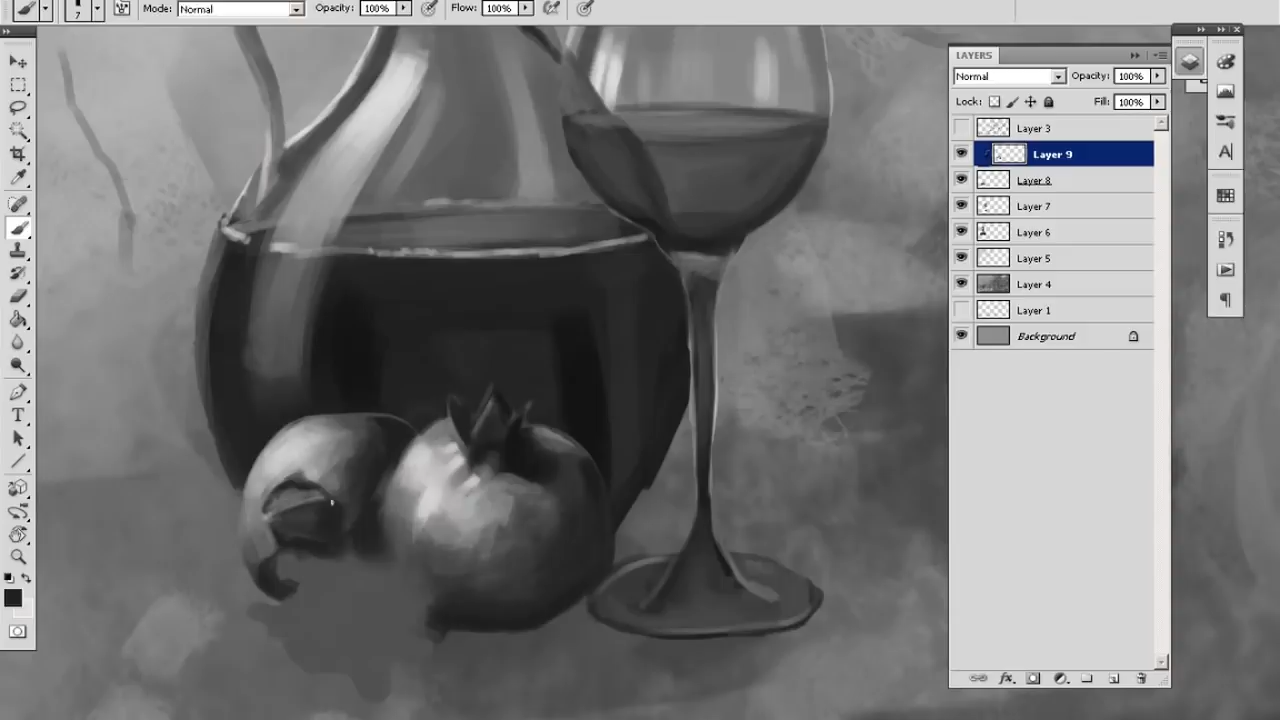 7 Mode: Normal Opacity: 100% Flow: 100%
LAYERS
Normal Opacity: 100%
Lock: Fill: 100%
Layer 3
Layer 9
Layer 8
Layer 7
Layer 6
Layer 5
Layer 4
Layer 1
Background